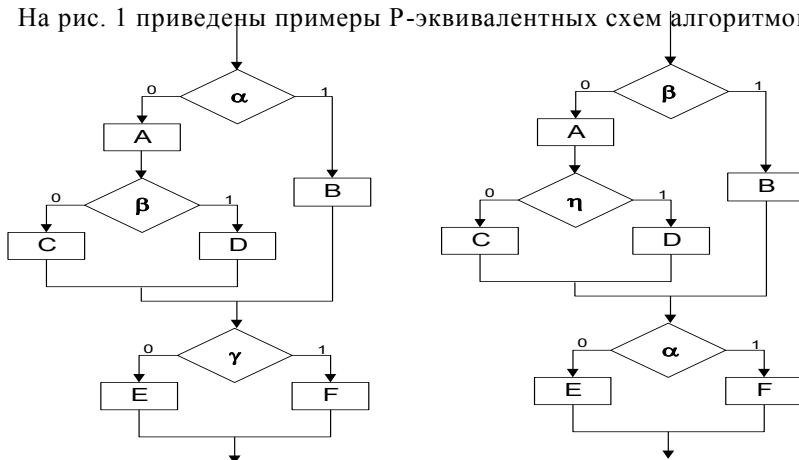 На рис. 1 приведены примеры Р-эквивалентных схем алгоритмов
0 α 1
0 β 1
A
A
B
B
0 β 1
0 η 1
C D
C D
0 γ 1
0 α 1
E F
E F